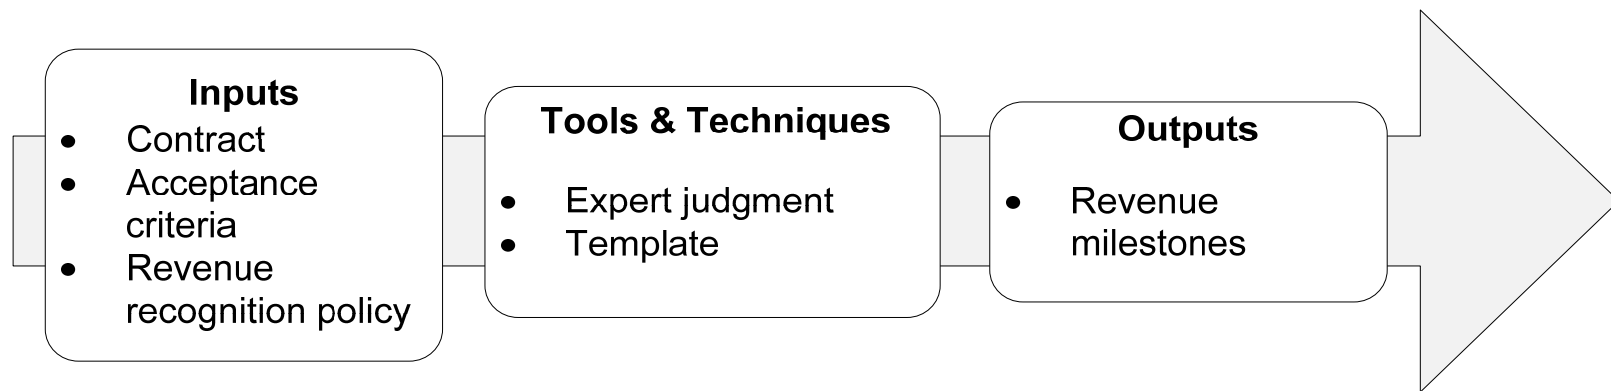 Inputs
• Contract
• Acceptance
criteria
• Revenue
recognition policy
Tools & Techniques
• Expert judgment
• Template
Outputs
• Revenue
milestones